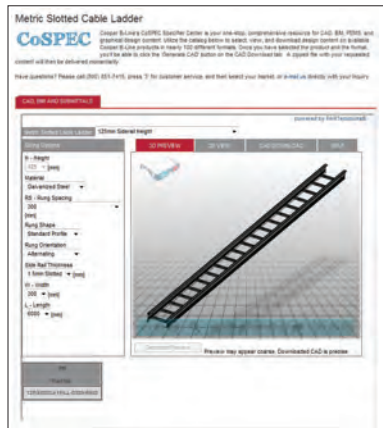 Metric Slotted Cable Ladder
CoSPEC
Cooper B-Line's CoSPEC Specifier Center is your one-stop, comprehensive resource for CAD, BIM, PDMS, and
graphical design content. Utilize the catalog below to select, view, and download design content on available
Cooper B-Line products in nearly 100 different formats. Once you have selected the product and the format,
you'll be able to click the 'Generate CAD' button on the CAD Download tab. A zipped file with your requested
content will then be delivered momentarily.
Have questions? Please call (800) 851-7415, press '3' for customer service, and then select your market, or e-mail us directly with your inquiry.
CAD, BIM AND SUBMITTALS
powered by
Metric Slotted Cable Ladder 125mm Siderail Height
H - Height
125 [mm]
Material
Galvanized Steel
RS - Rung Spacing
300
[mm]
Rung Shape
Standard Profile
Rung Orientation
Alternating
Side Rail Thickness
1.5mm Slotted [mm]
W - Width
200 [mm]
L - Length
6000 [mm]
2D PREVIEW
3D VIEW
CAD DOWNLOAD
HELP
Preview may appear coarse. Downloaded CAD is precise